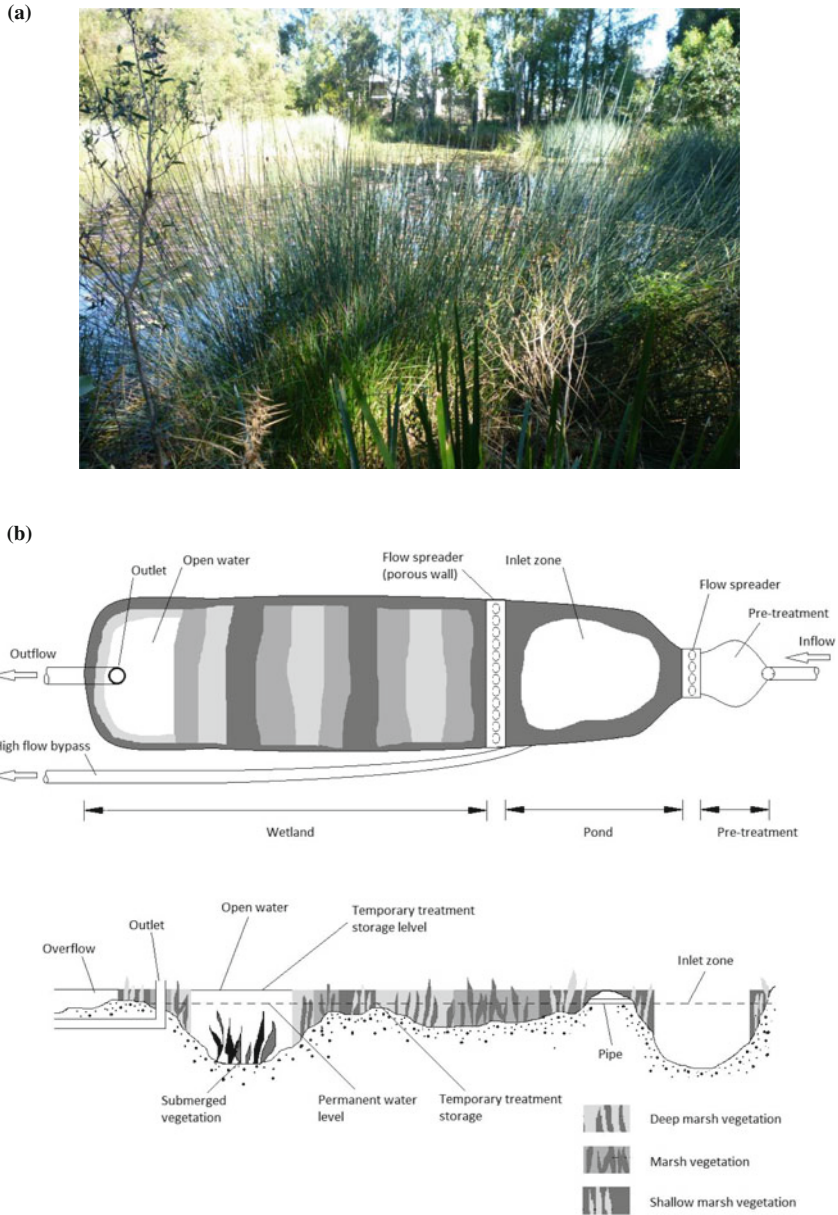 (a)
(b)
Outlet
Open water
Flow spreader
(porous wall)
Inlet zone
Flow spreader
Pre-treatment
Inflow
Outflow
High flow bypass
Wetland
Pond
Pre-treatment
Open water
Temporary treatment
storage lelvel
Outlet
Overflow
Inlet zone
Pipe
Submerged
vegetation
Permanent water
level
Temporary treatment
storage
Deep marsh vegetation
Marsh vegetation
Shallow marsh vegetation